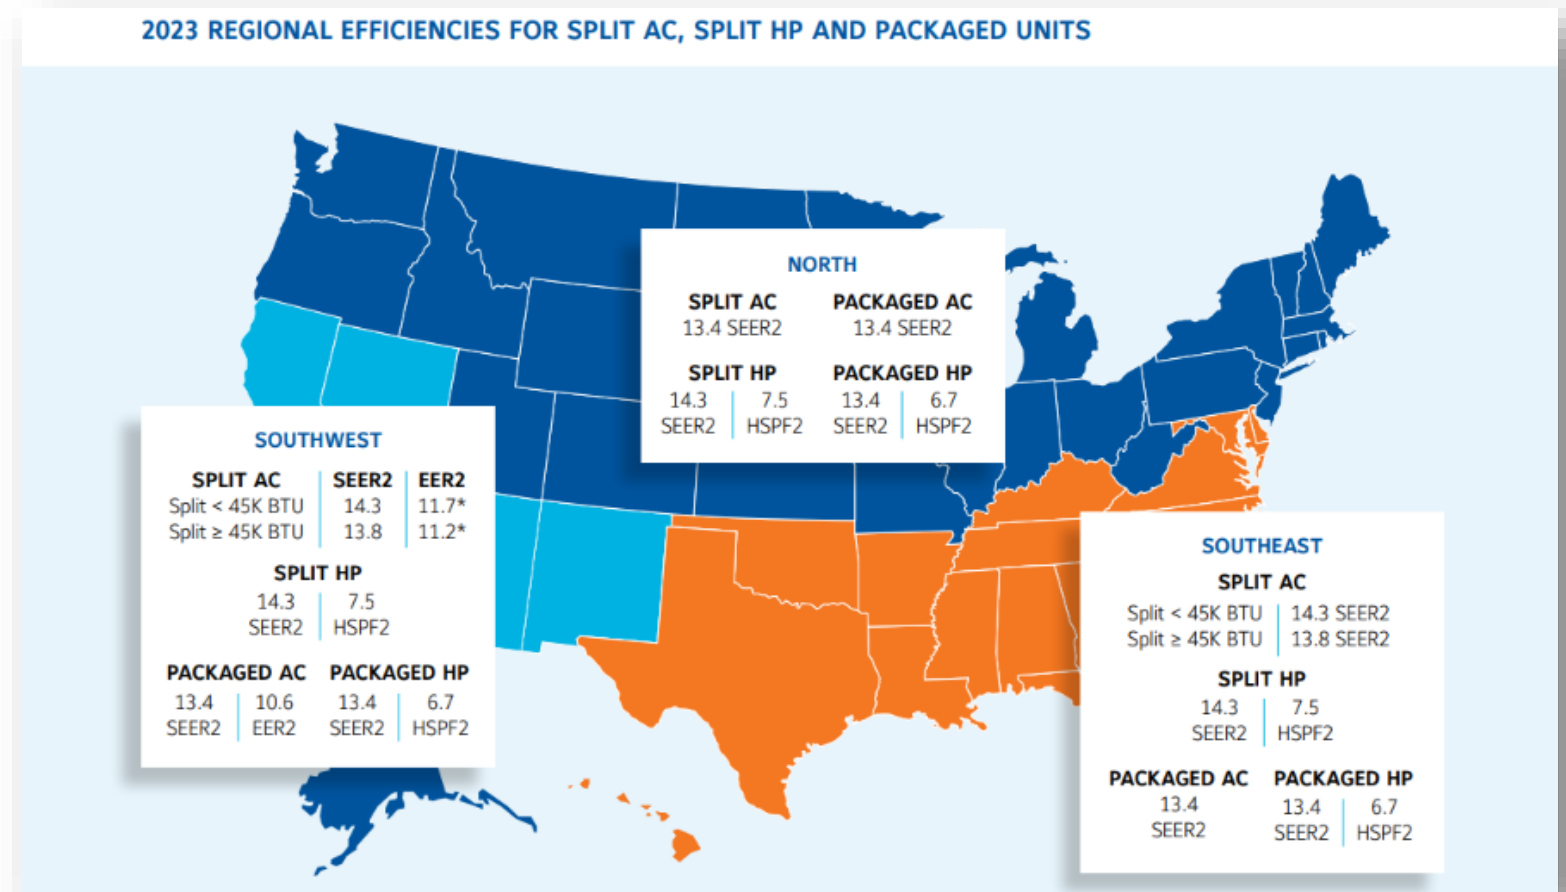 2023 REGIONAL EFFICIENCIES FOR SPLIT AC, SPLIT HP AND PACKAGED UNITS
NORTH
SPLIT AC PACKAGED AC
13.4 SEER2 13.4 SEER2
SPLIT HP PACKAGED HP
14.3 7.5 13.4 6.7
SEER2 HSPF2 SEER2 HSPF2
SOUTHWEST
SPLIT AC SEER2 EER2
Split < 45K BTU 14.3 11.7*
Split ≥ 45K BTU 13.8 11.2*
SPLIT HP
14.3 7.5
SEER2 HSPF2
PACKAGED AC PACKAGED HP
13.4 10.6 13.4 6.7
SEER2 EER2 SEER2 HSPF2
SOUTHEAST
SPLIT AC
Split < 45K BTU 14.3 SEER2
Split ≥ 45K BTU 13.8 SEER2
SPLIT HP
14.3 7.5
SEER2 HSPF2
PACKAGED AC PACKAGED HP
13.4 13.4 6.7
SEER2 SEER2 HSPF2